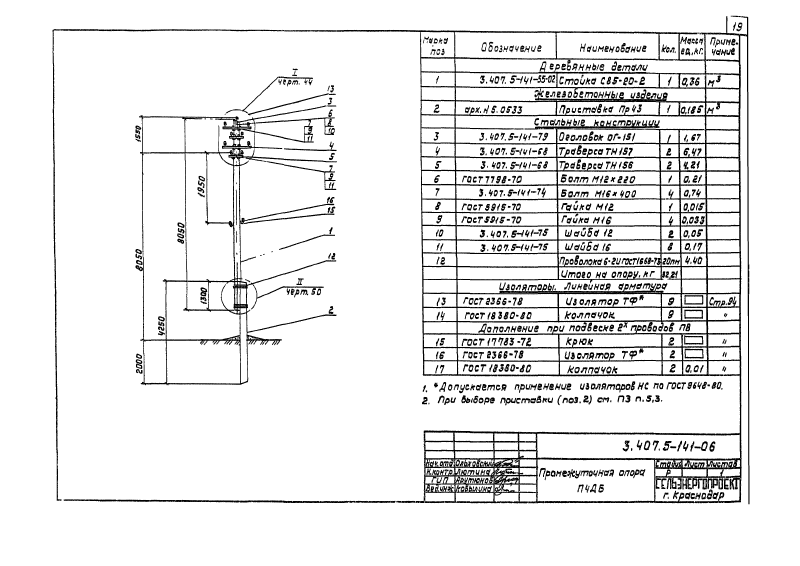 19
I
черт. 44
13
3
6
7
8
9
10
11
4
5
7
9
11
16
15
1
12
II
черт. 50
2
1550
8050
2000
8050
1950
4250
1300
Марка поз | Обозначение | Наименование | Кол. | Масса ед., кг. | Приме-чание
Деревянные детали
1 | 3.407.5-141-55-02 | Стойка С85-20-2 | 1 | 0,36 | м³
Железобетонные изделия
2 | арх. № 5.0533 | Приставка Пр43 | 1 | 0,185 | м³
Стальные конструкции
3 | 3.407.5-141-79 | Оголовок ОГ-151 | 1 | 1,67
4 | 3.407.5-141-68 | Траверса ТН157 | 2 | 6,47
5 | 3.407.5-141-68 | Траверса ТН156 | 2 | 4,21
6 | ГОСТ 7798-70 | Болт М12×220 | 1 | 0,21
7 | 3.407.5-141-74 | Болт М16×400 | 4 | 0,74
8 | ГОСТ 5915-70 | Гайка М12 | 1 | 0,015
9 | ГОСТ 5915-70 | Гайка М16 | 4 | 0,033
10 | 3.407.5-141-75 | Шайба 12 | 2 | 0,05
11 | 3.407.5-141-75 | Шайба 16 | 8 | 0,17
12 | Проволока 6-2Ц ГОСТ 1668-73 | 20пм | 4.40
Итого на опору, кг | 32,21
Изоляторы. Линейная арматура
13 | ГОСТ 2366-78 | Изолятор ТФ* | 9 | Стр.94
14 | ГОСТ 18380-80 | Колпачок | 9 | "
Дополнение при подвеске 2х проводов ПВ
15 | ГОСТ 17783-72 | Крюк | 2 | "
16 | ГОСТ 2366-78 | Изолятор ТФ* | 2 | "
17 | ГОСТ 18380-80 | Колпачок | 2 | 0,01 | "
1. * Допускается применение изоляторов НС по ГОСТ 9648-80.
2. При выборе приставки (поз. 2) см. ПЗ п. 5,3.
3.407.5-141-06
Нач.отд. Ольховский
Н.контр. Лютина
ГИП Арутюнов
Вед.инж. Ковылина
Промежуточная опора
П4ДБ
Стадия | Лист | Листов
Р | 1
СЕЛЬЭНЕРГОПРОЕКТ
г. Краснодар